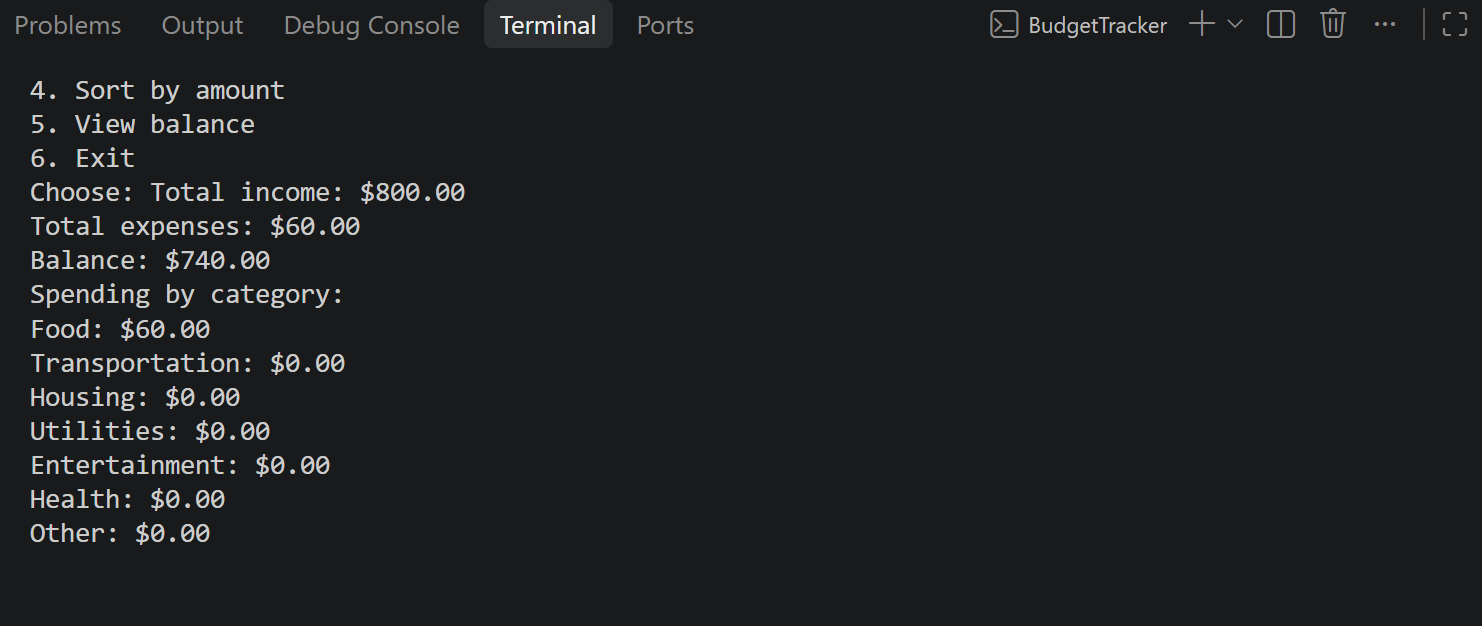 Problems Output Debug Console Terminal Ports BudgetTracker
4. Sort by amount
5. View balance
6. Exit
Choose: Total income: $800.00
Total expenses: $60.00
Balance: $740.00
Spending by category:
Food: $60.00
Transportation: $0.00
Housing: $0.00
Utilities: $0.00
Entertainment: $0.00
Health: $0.00
Other: $0.00